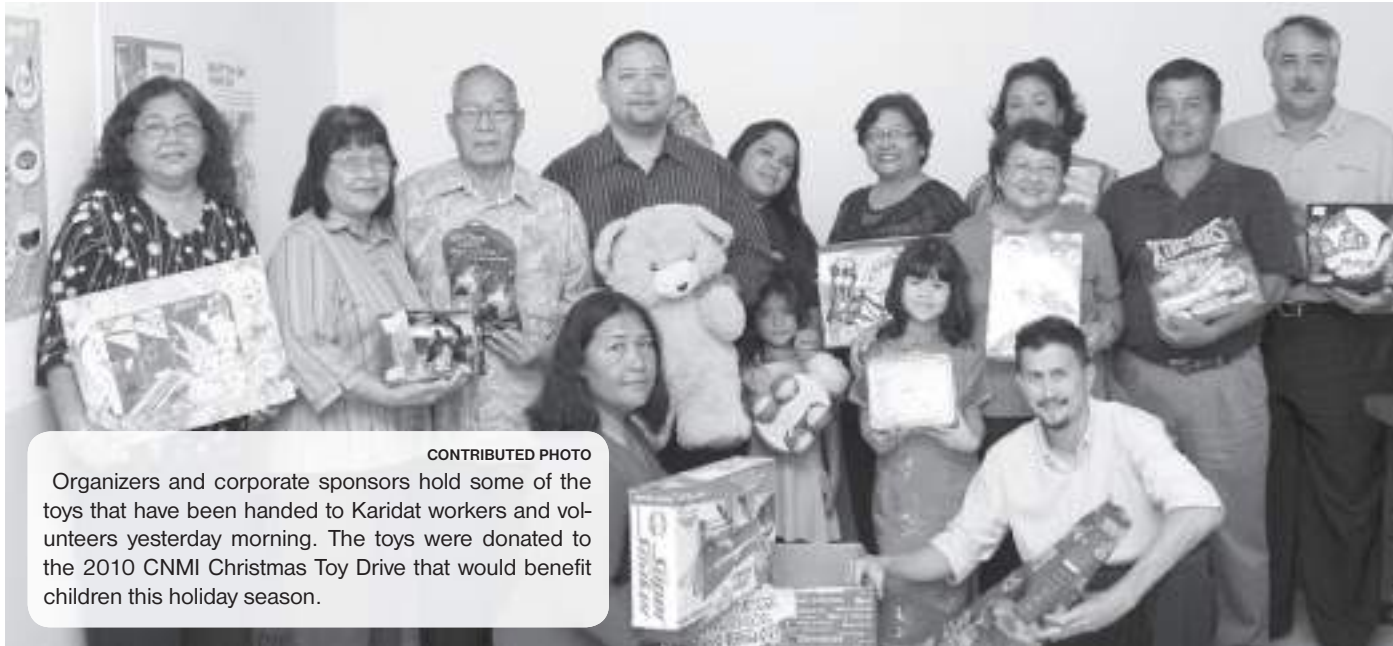 CONTRIBUTED PHOTO
Organizers and corporate sponsors hold some of the
toys that have been handed to Karidat workers and vol-
unteers yesterday morning. The toys were donated to
the 2010 CNMI Christmas Toy Drive that would benefit
children this holiday season.